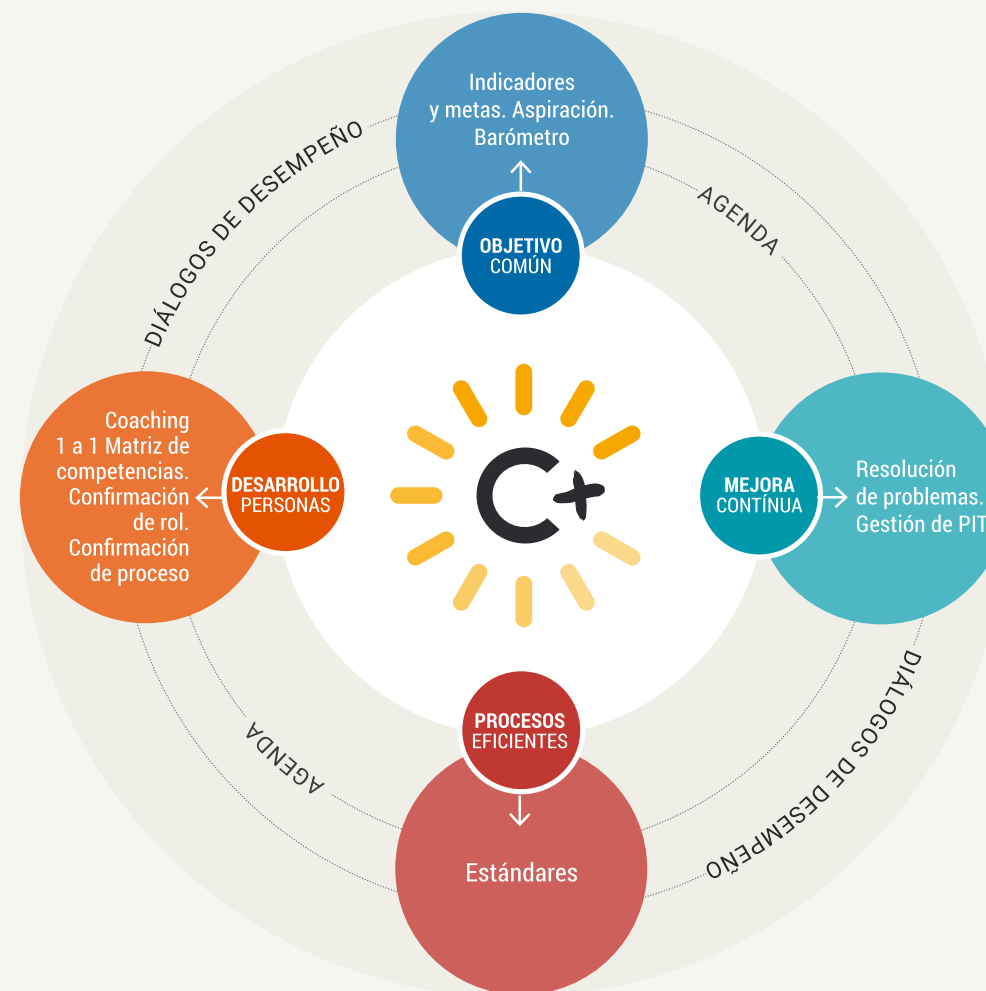 Indicadores
y metas. Aspiración.
Barómetro
OBJETIVO
COMÚN
DIÁLOGOS DE DESEMPEÑO
AGENDA
Coaching
1 a 1 Matriz de
competencias.
Confirmación
de rol.
Confirmación
de proceso
DESARROLLO
PERSONAS
C+
MEJORA
CONTÍNUA
Resolución
de problemas.
Gestión de PIT
PROCESOS
EFICIENTES
Estándares
AGENDA
DIÁLOGOS DE DESEMPEÑO